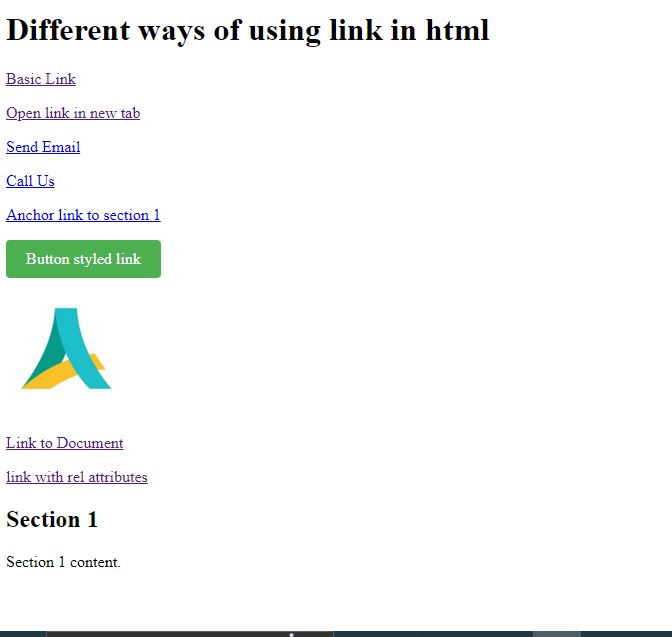 Different ways of using link in html
Basic Link
Open link in new tab
Send Email
Call Us
Anchor link to section 1
Button styled link
Link to Document
link with rel attributes
Section 1
Section 1 content.